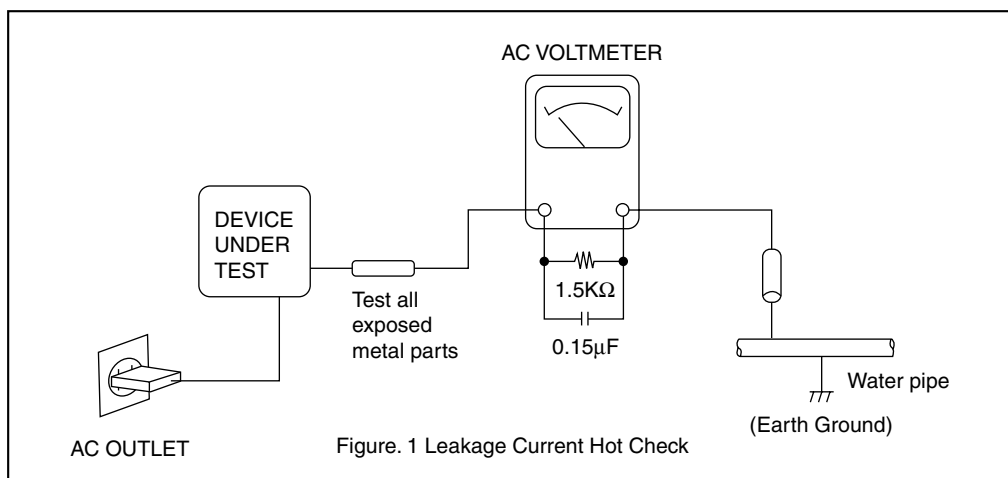 AC VOLTMETER
DEVICE
UNDER
TEST
Test all
exposed
metal parts
1.5KΩ
0.15μF
Water pipe
(Earth Ground)
AC OUTLET
Figure. 1 Leakage Current Hot Check